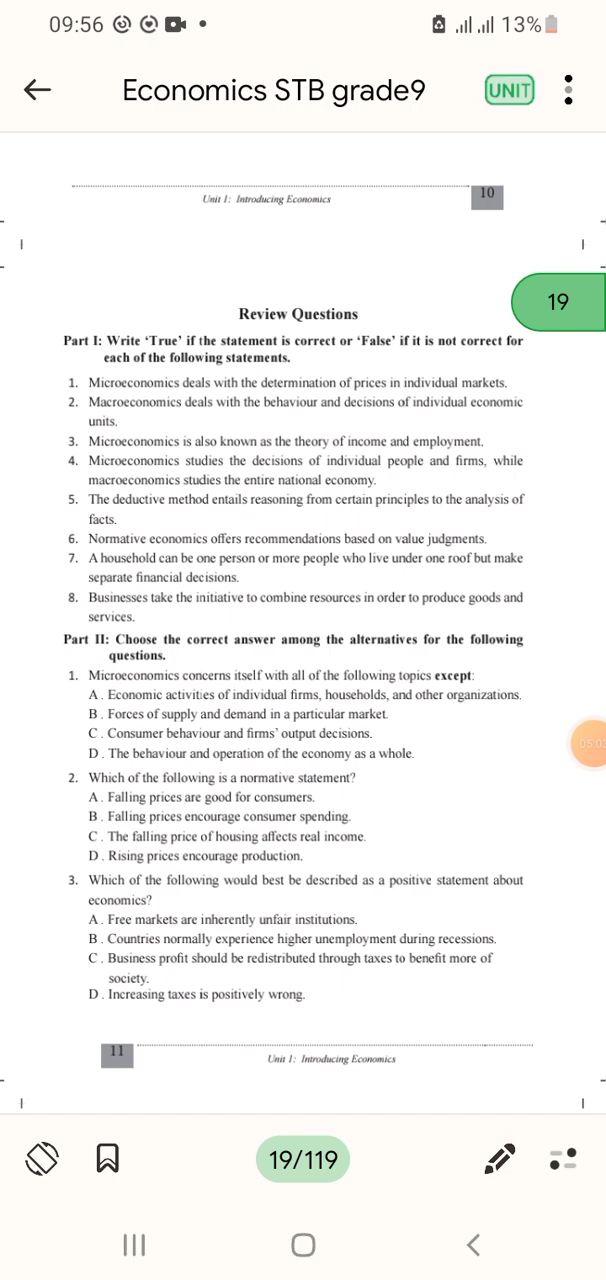 09:56 13%
Economics STB grade9 UNIT
Unit 1: Introducing Economics 10
19
Review Questions
Part I: Write ‘True’ if the statement is correct or ‘False’ if it is not correct for
each of the following statements.
1. Microeconomics deals with the determination of prices in individual markets.
2. Macroeconomics deals with the behaviour and decisions of individual economic
units.
3. Microeconomics is also known as the theory of income and employment.
4. Microeconomics studies the decisions of individual people and firms, while
macroeconomics studies the entire national economy.
5. The deductive method entails reasoning from certain principles to the analysis of
facts.
6. Normative economics offers recommendations based on value judgments.
7. A household can be one person or more people who live under one roof but make
separate financial decisions.
8. Businesses take the initiative to combine resources in order to produce goods and
services.
Part II: Choose the correct answer among the alternatives for the following
questions.
1. Microeconomics concerns itself with all of the following topics except:
A . Economic activities of individual firms, households, and other organizations.
B . Forces of supply and demand in a particular market.
C . Consumer behaviour and firms’ output decisions.
D . The behaviour and operation of the economy as a whole.
2. Which of the following is a normative statement?
A . Falling prices are good for consumers.
B . Falling prices encourage consumer spending.
C . The falling price of housing affects real income.
D . Rising prices encourage production.
3. Which of the following would best be described as a positive statement about
economics?
A . Free markets are inherently unfair institutions.
B . Countries normally experience higher unemployment during recessions.
C . Business profit should be redistributed through taxes to benefit more of
society.
D . Increasing taxes is positively wrong.
11 Unit 1: Introducing Economics
19/119